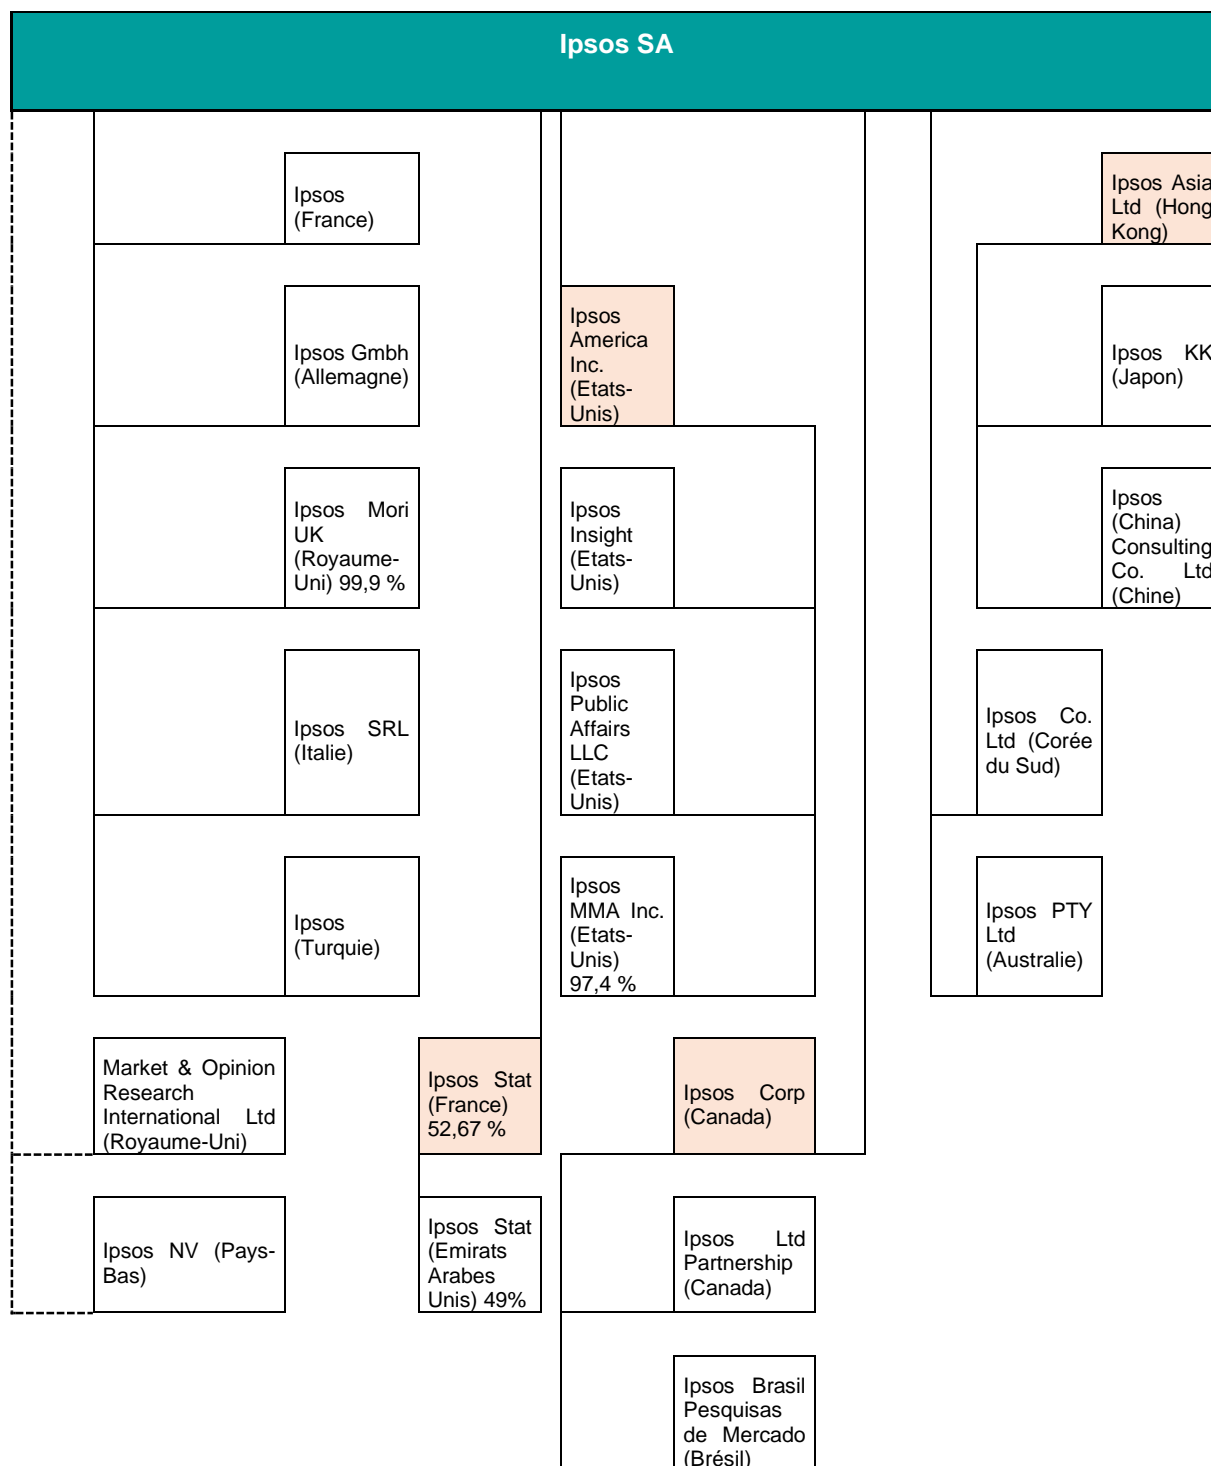 Ipsos SA
Ipsos
(France)
Ipsos Asia
Ltd (Hong
Kong)
Ipsos Gmbh
(Allemagne)
Ipsos
America
Inc.
(Etats-
Unis)
Ipsos KK
(Japon)
Ipsos Mori
UK
(Royaume-
Uni) 99,9 %
Ipsos
Insight
(Etats-
Unis)
Ipsos
(China)
Consulting
Co. Ltd
(Chine)
Ipsos SRL
(Italie)
Ipsos
Public
Affairs
LLC
(Etats-
Unis)
Ipsos Co.
Ltd (Corée
du Sud)
Ipsos
(Turquie)
Ipsos
MMA Inc.
(Etats-
Unis)
97,4 %
Ipsos PTY
Ltd
(Australie)
Market & Opinion
Research
International Ltd
(Royaume-Uni)
Ipsos Stat
(France)
52,67 %
Ipsos Corp
(Canada)
Ipsos NV (Pays-
Bas)
Ipsos Stat
(Emirats
Arabes
Unis) 49%
Ipsos Ltd
Partnership
(Canada)
Ipsos Brasil
Pesquisas
de Mercado
(Brésil)